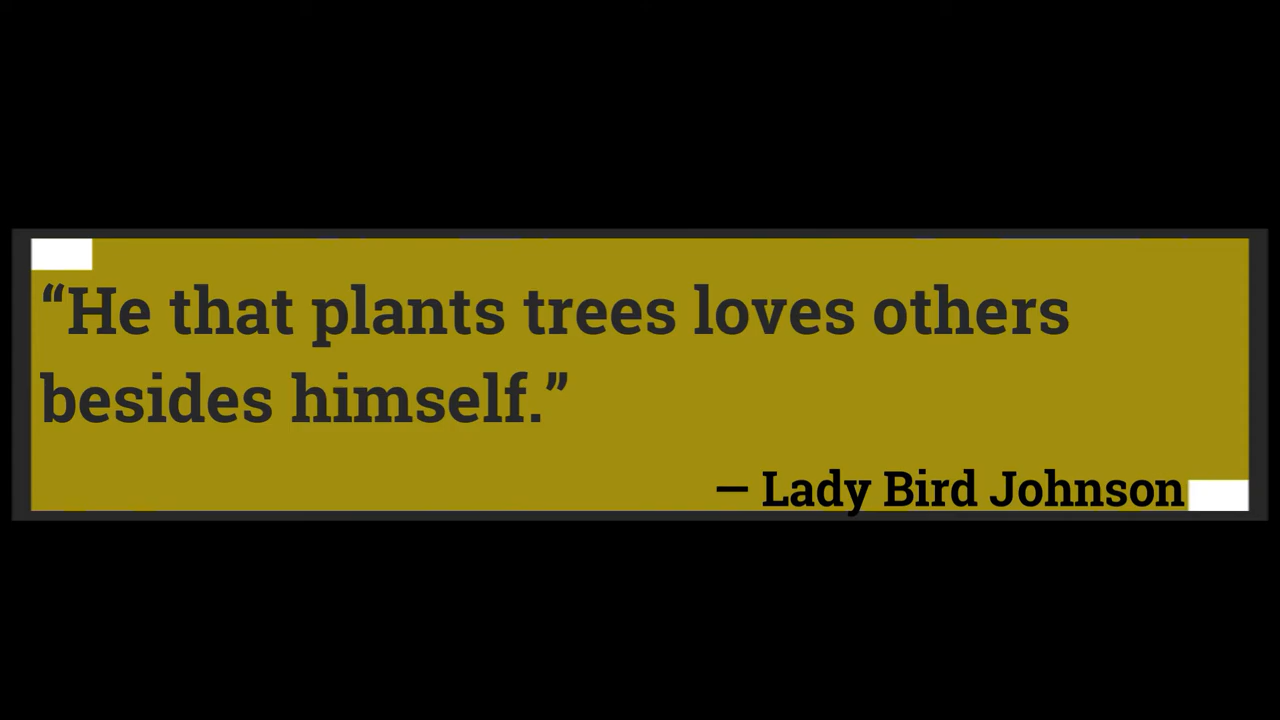 “He that plants trees loves others
besides himself.”
— Lady Bird Johnson